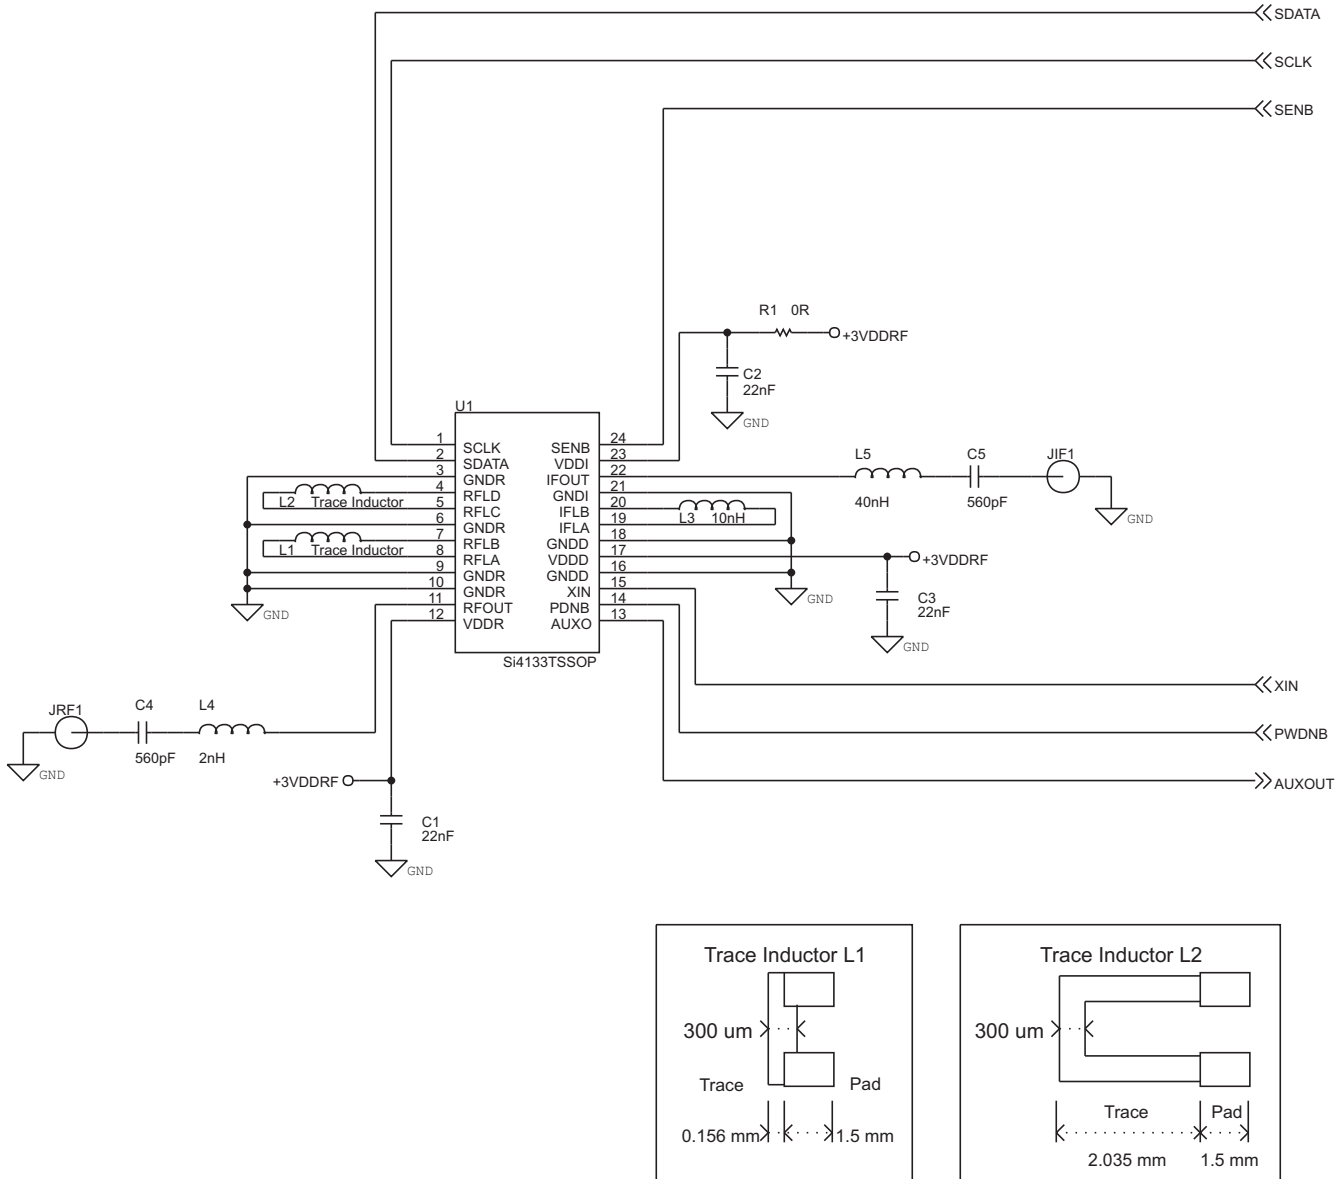 SDATA
SCLK
SENB
R1 0R
+3VDDRF
C2
22nF
GND
U1
1 SCLK SENB 24
2 SDATA VDDI 23
3 GNDR IFOUT 22
4 RFLD GNDI 21
5 RFLC IFLB 20
6 GNDR IFLA 19
7 RFLB GNDD 18
8 RFLA VDDD 17
9 GNDR GNDD 16
10 GNDR XIN 15
11 RFOUT PDNB 14
12 VDDR AUXO 13
Si4133TSSOP
L2 Trace Inductor
L1 Trace Inductor
GND
L5 C5 JIF1
40nH 560pF
GND
L3 10nH
GND
+3VDDRF
C3
22nF
GND
XIN
PWDNB
AUXOUT
JRF1 C4 L4
560pF 2nH
GND
+3VDDRF
C1
22nF
GND
Trace Inductor L1
300 um
Trace Pad
0.156 mm 1.5 mm
Trace Inductor L2
300 um
Trace Pad
2.035 mm 1.5 mm